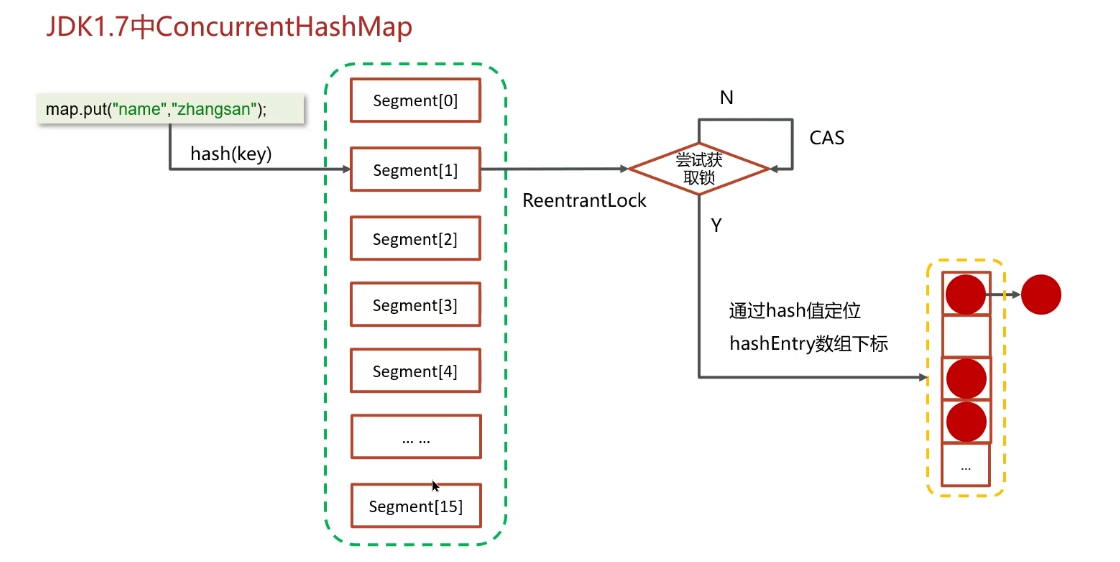 JDK1.7中ConcurrentHashMap
map.put("name","zhangsan");
hash(key)
Segment[0]
Segment[1]
Segment[2]
Segment[3]
Segment[4]
... ...
Segment[15]
ReentrantLock
尝试获
取锁
N
CAS
Y
通过hash值定位
hashEntry数组下标
...